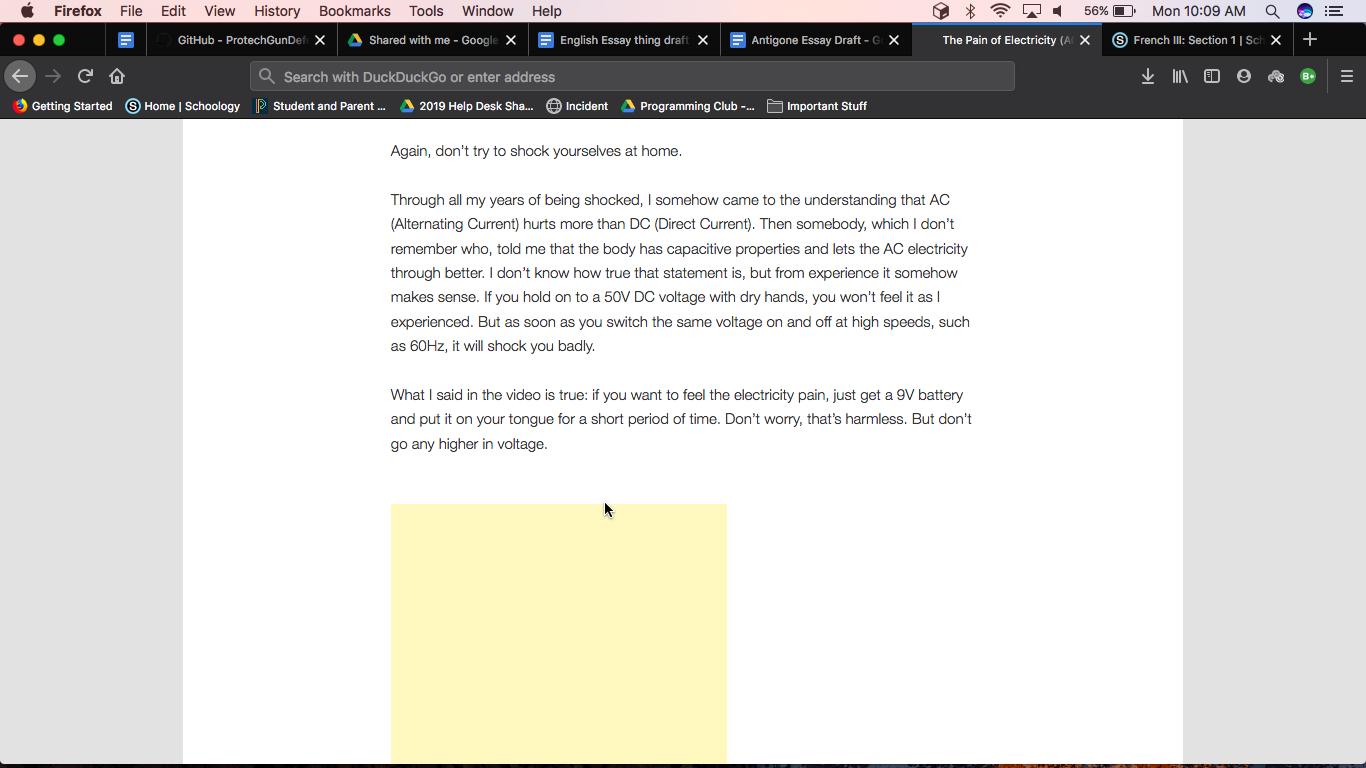 Firefox File Edit View History Bookmarks Tools Window Help 56% Mon 10:09 AM
GitHub - ProtechGunDef Shared with me - Google English Essay thing draft Antigone Essay Draft - G The Pain of Electricity (A French III: Section 1 | Sch
Search with DuckDuckGo or enter address B+
Getting Started S Home | Schoology Student and Parent ... 2019 Help Desk Sha... Incident Programming Club -... Important Stuff
Again, don't try to shock yourselves at home.
Through all my years of being shocked, I somehow came to the understanding that AC
(Alternating Current) hurts more than DC (Direct Current). Then somebody, which I don't
remember who, told me that the body has capacitive properties and lets the AC electricity
through better. I don't know how true that statement is, but from experience it somehow
makes sense. If you hold on to a 50V DC voltage with dry hands, you won't feel it as I
experienced. But as soon as you switch the same voltage on and off at high speeds, such
as 60Hz, it will shock you badly.
What I said in the video is true: if you want to feel the electricity pain, just get a 9V battery
and put it on your tongue for a short period of time. Don't worry, that's harmless. But don't
go any higher in voltage.